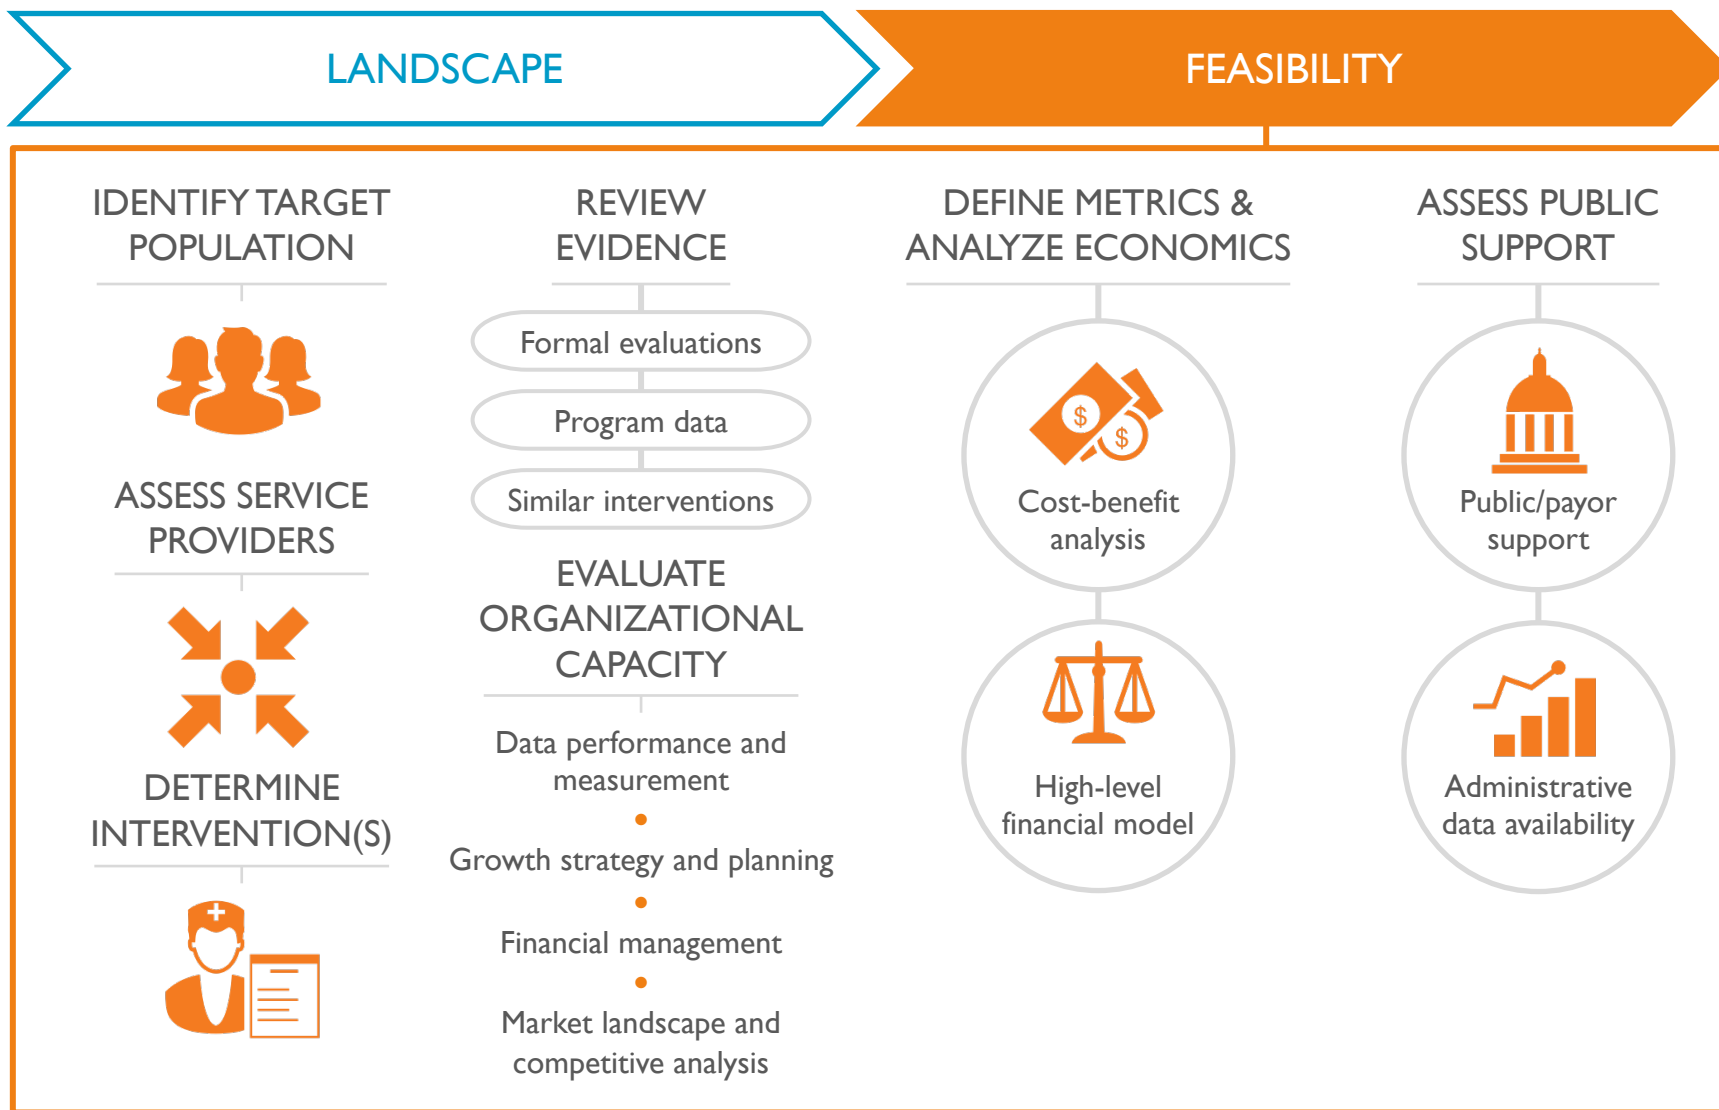 LANDSCAPE
FEASIBILITY
IDENTIFY TARGET
POPULATION
ASSESS SERVICE
PROVIDERS
DETERMINE
INTERVENTION(S)
REVIEW
EVIDENCE
Formal evaluations
Program data
Similar interventions
EVALUATE
ORGANIZATIONAL
CAPACITY
Data performance and
measurement
Growth strategy and planning
Financial management
Market landscape and
competitive analysis
DEFINE METRICS &
ANALYZE ECONOMICS
$
$
Cost-benefit
analysis
High-level
financial model
ASSESS PUBLIC
SUPPORT
Public/payor
support
Administrative
data availability